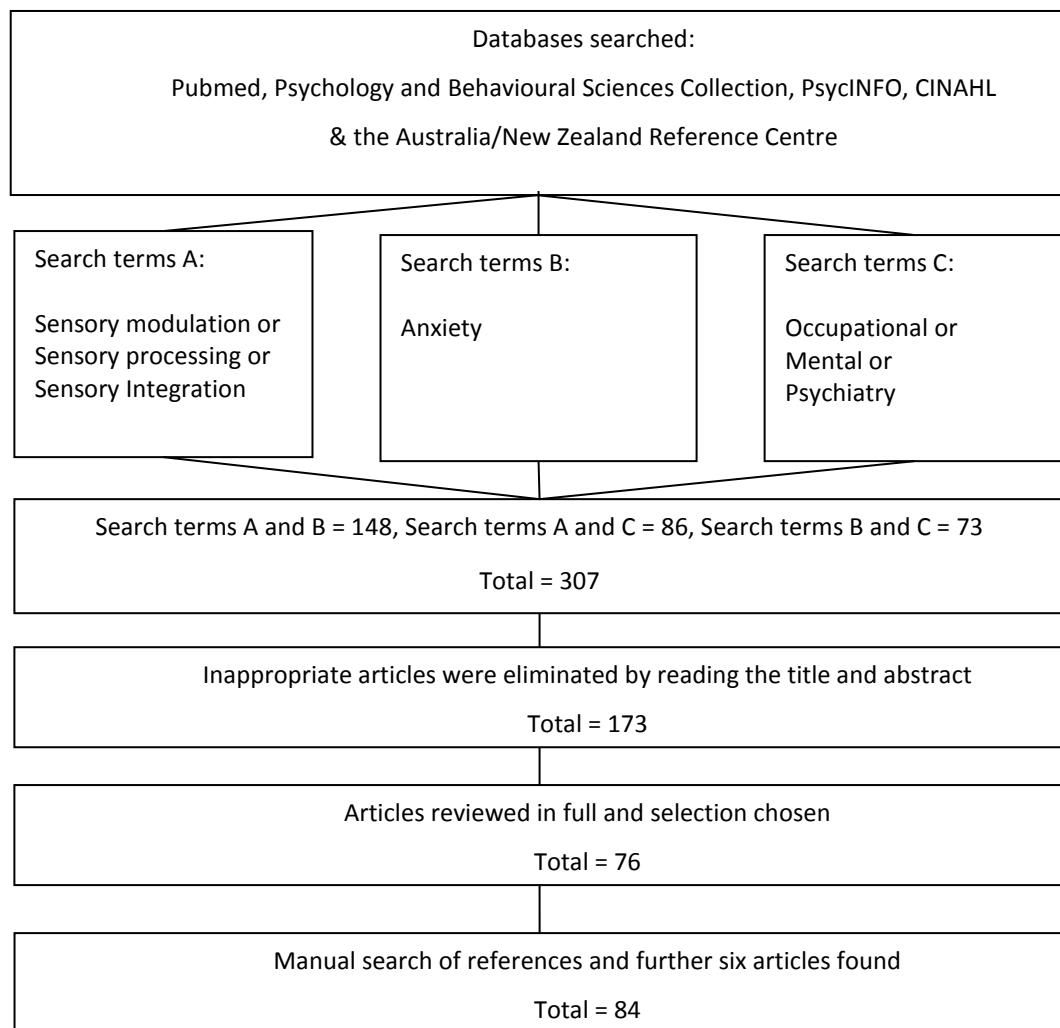 Databases searched:
Pubmed, Psychology and Behavioural Sciences Collection, PsycINFO, CINAHL
& the Australia/New Zealand Reference Centre
Search terms A:
Sensory modulation or
Sensory processing or
Sensory Integration
Search terms B:
Anxiety
Search terms C:
Occupational or
Mental or
Psychiatry
Search terms A and B = 148, Search terms A and C = 86, Search terms B and C = 73
Total = 307
Inappropriate articles were eliminated by reading the title and abstract
Total = 173
Articles reviewed in full and selection chosen
Total = 76
Manual search of references and further six articles found
Total = 84